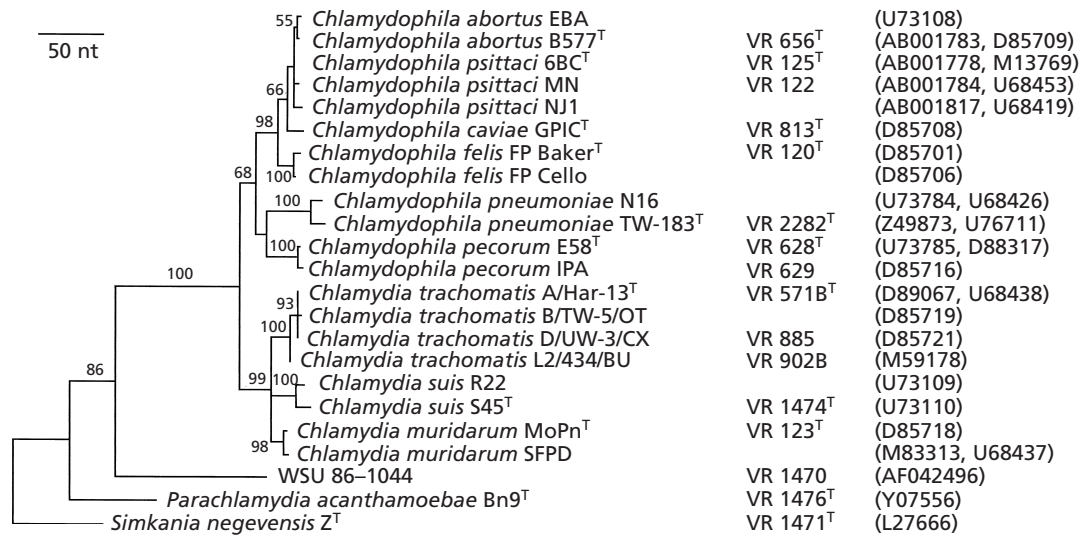 55 Chlamydophila abortus EBA (U73108)
50 nt
Chlamydophila abortus B577ᵀ VR 656ᵀ (AB001783, D85709)
Chlamydophila psittaci 6BCᵀ VR 125ᵀ (AB001778, M13769)
66 Chlamydophila psittaci MN VR 122 (AB001784, U68453)
Chlamydophila psittaci NJ1 (AB001817, U68419)
98 Chlamydophila caviae GPICᵀ VR 813ᵀ (D85708)
Chlamydophila felis FP Bakerᵀ VR 120ᵀ (D85701)
68 100 Chlamydophila felis FP Cello (D85706)
100 Chlamydophila pneumoniae N16 (U73784, U68426)
Chlamydophila pneumoniae TW-183ᵀ VR 2282ᵀ (Z49873, U76711)
100 Chlamydophila pecorum E58ᵀ VR 628ᵀ (U73785, D88317)
100 Chlamydophila pecorum IPA VR 629 (D85716)
93 Chlamydia trachomatis A/Har-13ᵀ VR 571Bᵀ (D89067, U68438)
Chlamydia trachomatis B/TW-5/OT (D85719)
100 Chlamydia trachomatis D/UW-3/CX VR 885 (D85721)
Chlamydia trachomatis L2/434/BU VR 902B (M59178)
86 99 100 Chlamydia suis R22 (U73109)
Chlamydia suis S45ᵀ VR 1474ᵀ (U73110)
Chlamydia muridarum MoPnᵀ VR 123ᵀ (D85718)
98 Chlamydia muridarum SFPD (M83313, U68437)
WSU 86–1044 VR 1470 (AF042496)
Parachlamydia acanthamoebae Bn9ᵀ VR 1476ᵀ (Y07556)
Simkania negevensis Zᵀ VR 1471ᵀ (L27666)